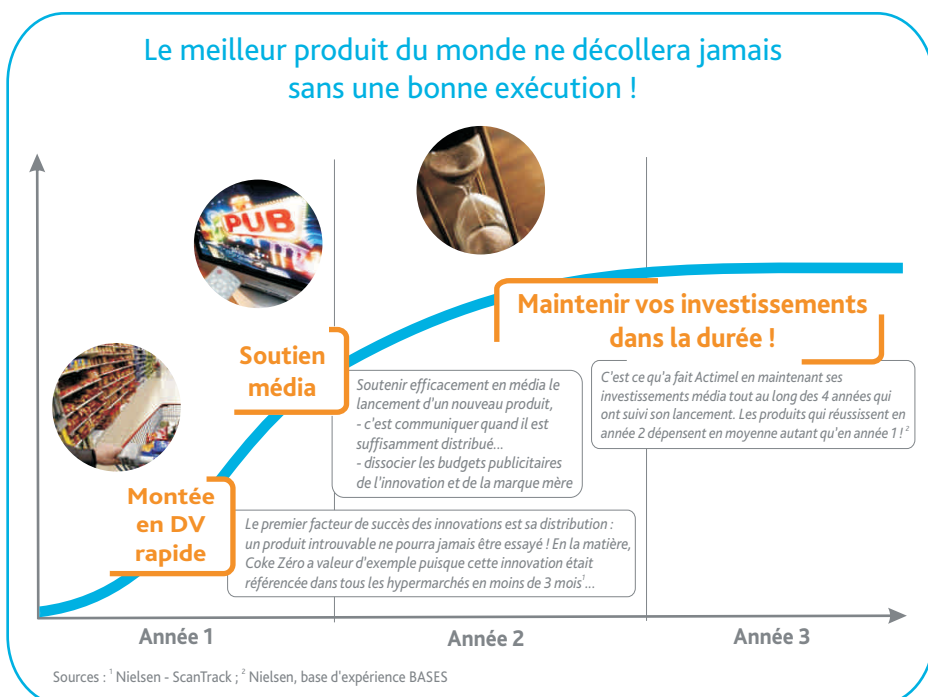 Le meilleur produit du monde ne décollera jamais
sans une bonne exécution !
PUB
Maintenir vos investissements
dans la durée !
Soutien
média
C'est ce qu'a fait Actimel en maintenant ses
investissements média tout au long des 4 années qui
ont suivi son lancement. Les produits qui réussissent en
année 2 dépensent en moyenne autant qu'en année 1 ! ²
Soutenir efficacement en média le
lancement d'un nouveau produit,
- c'est communiquer quand il est
suffisamment distribué...
- dissocier les budgets publicitaires
de l'innovation et de la marque mère
Montée
en DV
rapide
Le premier facteur de succès des innovations est sa distribution :
un produit introuvable ne pourra jamais être essayé ! En la matière,
Coke Zéro a valeur d'exemple puisque cette innovation était
référencée dans tous les hypermarchés en moins de 3 mois¹...
Année 1
Année 2
Année 3
Sources : ¹ Nielsen - ScanTrack ; ² Nielsen, base d'expérience BASES